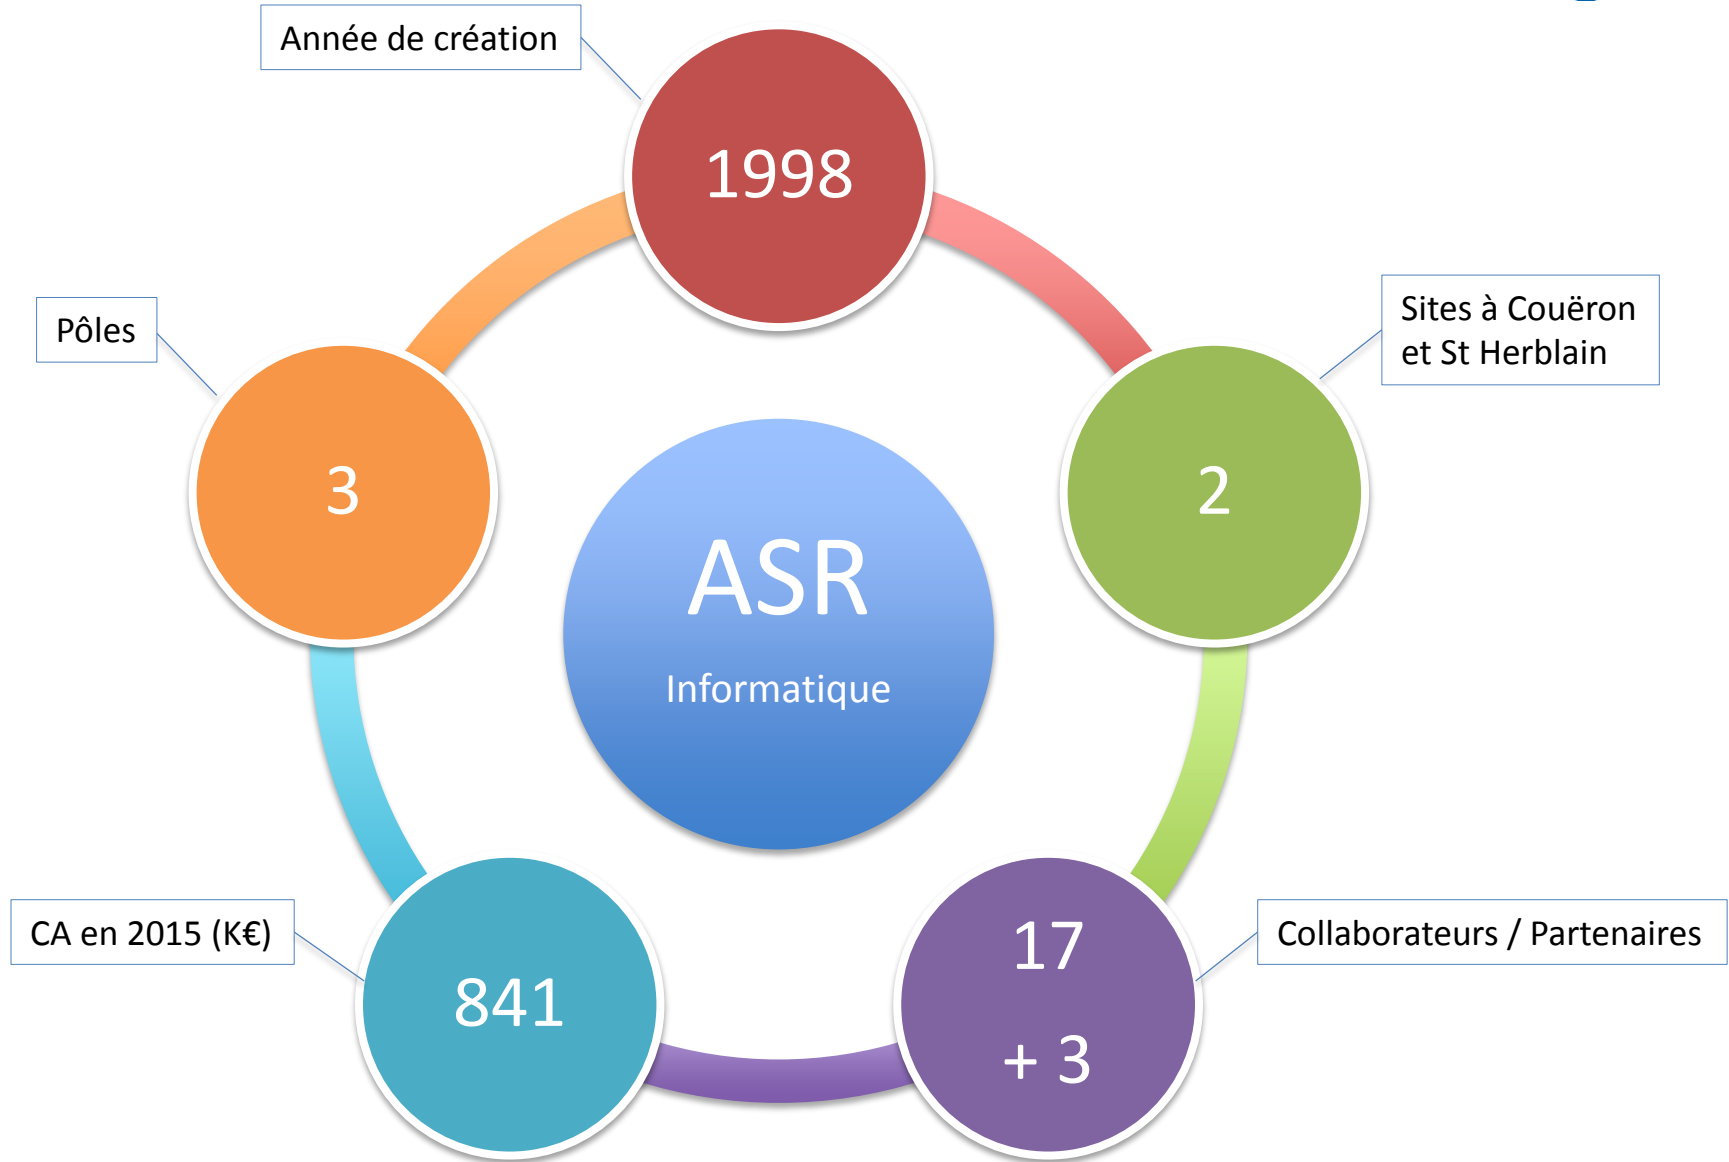 Année de création
1998
Pôles
3
Sites à Couëron
et St Herblain
2
ASR
Informatique
CA en 2015 (K€)
841
17
+ 3
Collaborateurs / Partenaires